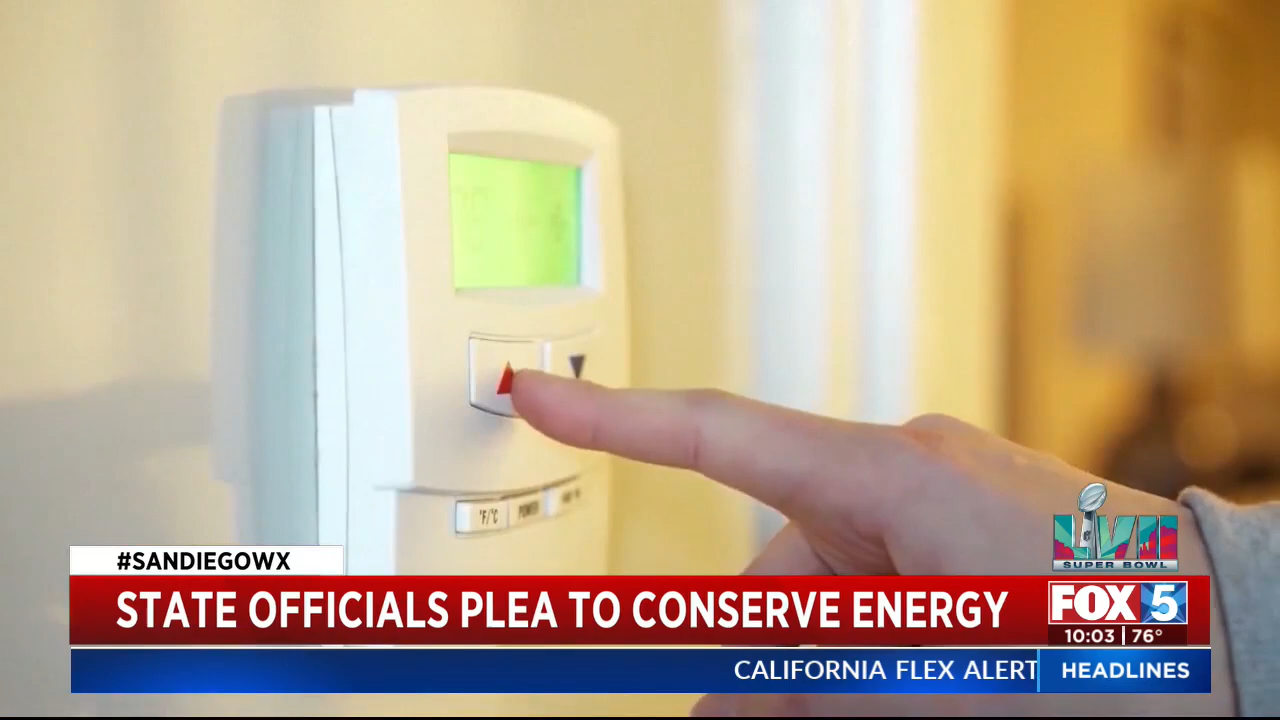 °F/°C
POWER
#SANDIEGOWX
LVII
SUPER BOWL
STATE OFFICIALS PLEA TO CONSERVE ENERGY
FOX 5
10:03 | 76°
CALIFORNIA FLEX ALERT
HEADLINES